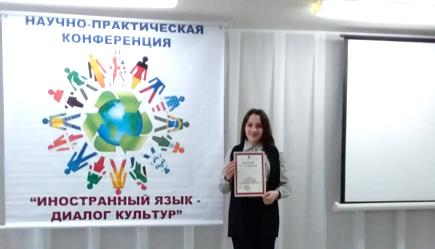 НАУЧНО-ПРАКТИЧЕСКАЯ
КОНФЕРЕНЦИЯ
"ИНОСТРАННЫЙ ЯЗЫК -
ДИАЛОГ КУЛЬТУР"